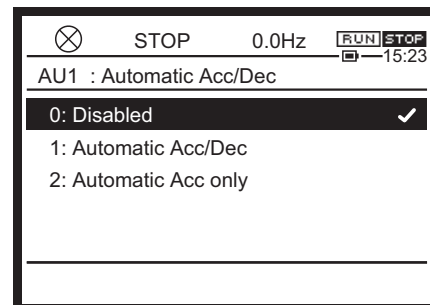 STOP 0.0Hz RUN STOP
15:23
AU1 : Automatic Acc/Dec
0: Disabled
1: Automatic Acc/Dec
2: Automatic Acc only